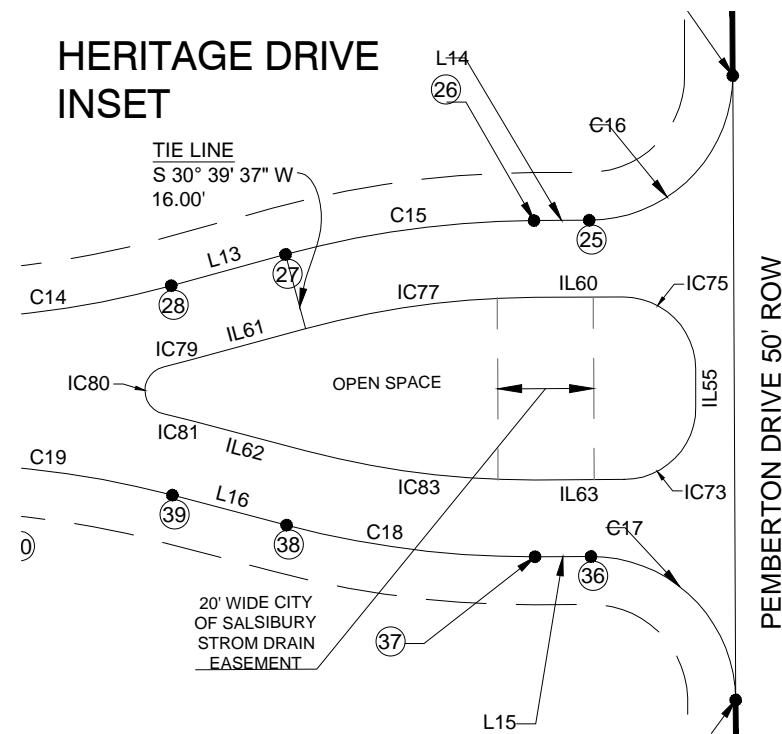 HERITAGE DRIVE
INSET
L14
26
C16
TIE LINE
S 30° 39' 37" W
16.00'
C15
25
L13
27
C14
28
IC77
IL60
IC75
IL61
IC79
IC80
OPEN SPACE
IL55
PEMBERTON DRIVE 50' ROW
IC81
IL62
C19
IC83
IL63
IC73
L16
39
38
C18
C17
36
0
20' WIDE CITY
OF SALSIBURY
STROM DRAIN
EASEMENT
37
L15